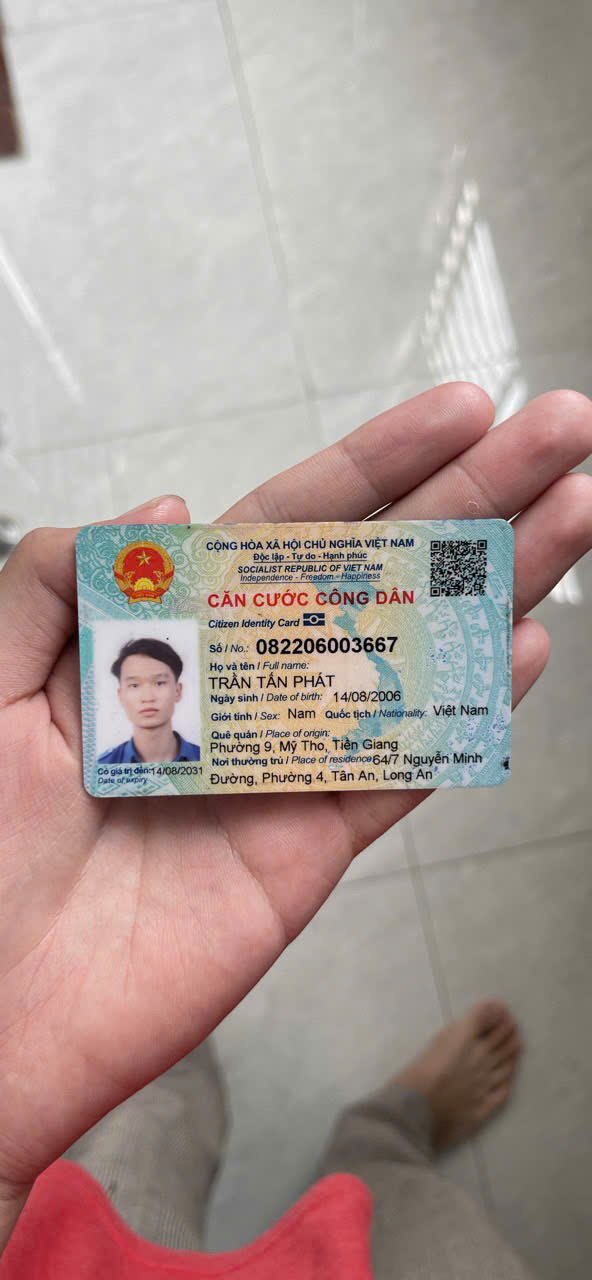 CỘNG HÒA XÃ HỘI CHỦ NGHĨA VIỆT NAM
Độc lập - Tự do - Hạnh phúc
SOCIALIST REPUBLIC OF VIET NAM
Independence - Freedom - Happiness
CĂN CƯỚC CÔNG DÂN
Citizen Identity Card
Số / No.: 082206003667
Họ và tên / Full name:
TRẦN TẤN PHÁT
Ngày sinh / Date of birth: 14/08/2006
Giới tính / Sex: Nam Quốc tịch / Nationality: Việt Nam
Quê quán / Place of origin:
Phường 9, Mỹ Tho, Tiền Giang
Nơi thường trú / Place of residence 64/7 Nguyễn Minh
Đường, Phường 4, Tân An, Long An
Có giá trị đến: 14/08/2031
Date of expiry